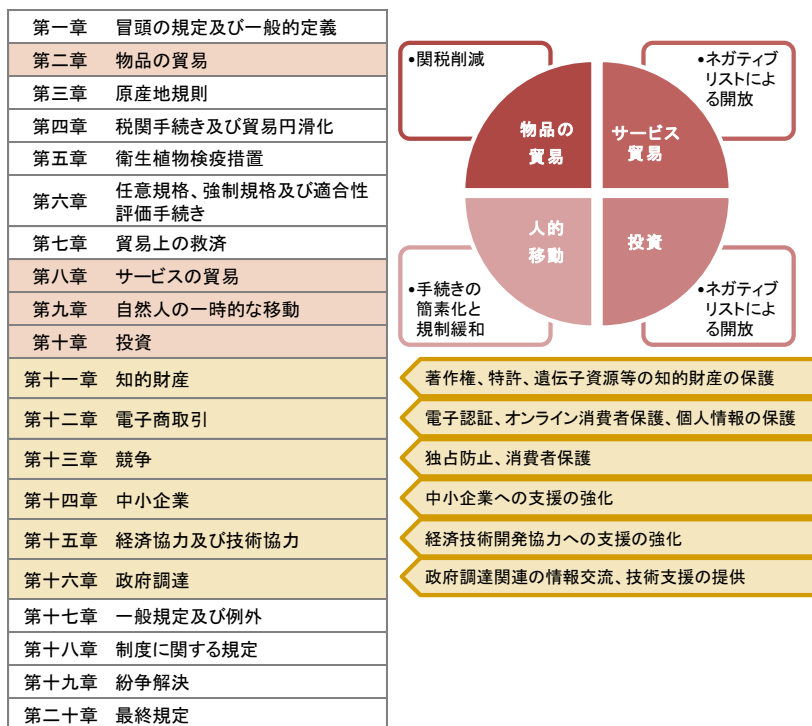 第一章 冒頭の規定及び一般的定義
第二章 物品の貿易
第三章 原産地規則
第四章 税関手続き及び貿易円滑化
第五章 衛生植物検疫措置
第六章 任意規格、強制規格及び適合性
評価手続き
第七章 貿易上の救済
第八章 サービスの貿易
第九章 自然人の一時的な移動
第十章 投資
第十一章 知的財産
第十二章 電子商取引
第十三章 競争
第十四章 中小企業
第十五章 経済協力及び技術協力
第十六章 政府調達
第十七章 一般規定及び例外
第十八章 制度に関する規定
第十九章 紛争解決
第二十章 最終規定
•関税削減
•ネガティブ
リストによ
る開放
物品の
貿易
サービス
貿易
人的
移動
投資
•手続きの
簡素化と
規制緩和
•ネガティブ
リストによ
る開放
著作権、特許、遺伝子資源等の知的財産の保護
電子認証、オンライン消費者保護、個人情報の保護
独占防止、消費者保護
中小企業への支援の強化
経済技術開発協力への支援の強化
政府調達関連の情報交流、技術支援の提供